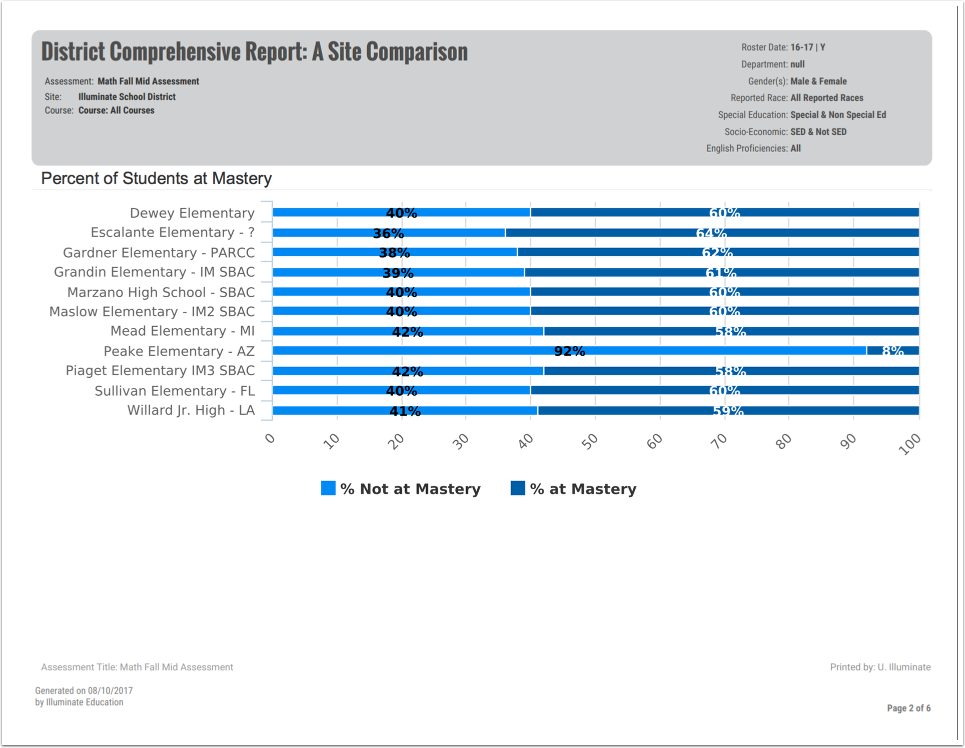 District Comprehensive Report: A Site Comparison
Assessment: Math Fall Mid Assessment
Site: Illuminate School District
Course: Course: All Courses
Roster Date: 16-17 | Y
Department: null
Gender(s): Male & Female
Reported Race: All Reported Races
Special Education: Special & Non Special Ed
Socio-Economic: SED & Not SED
English Proficiencies: All
Percent of Students at Mastery
Dewey Elementary 40% 60%
Escalante Elementary - ? 36% 64%
Gardner Elementary - PARCC 38% 62%
Grandin Elementary - IM SBAC 39% 61%
Marzano High School - SBAC 40% 60%
Maslow Elementary - IM2 SBAC 40% 60%
Mead Elementary - MI 42% 58%
Peake Elementary - AZ 92% 8%
Piaget Elementary IM3 SBAC 42% 58%
Sullivan Elementary - FL 40% 60%
Willard Jr. High - LA 41% 59%
0 10 20 30 40 50 60 70 80 90 100
% Not at Mastery % at Mastery
Assessment Title: Math Fall Mid Assessment Printed by: U. Illuminate
Generated on 08/10/2017
by Illuminate Education
Page 2 of 6